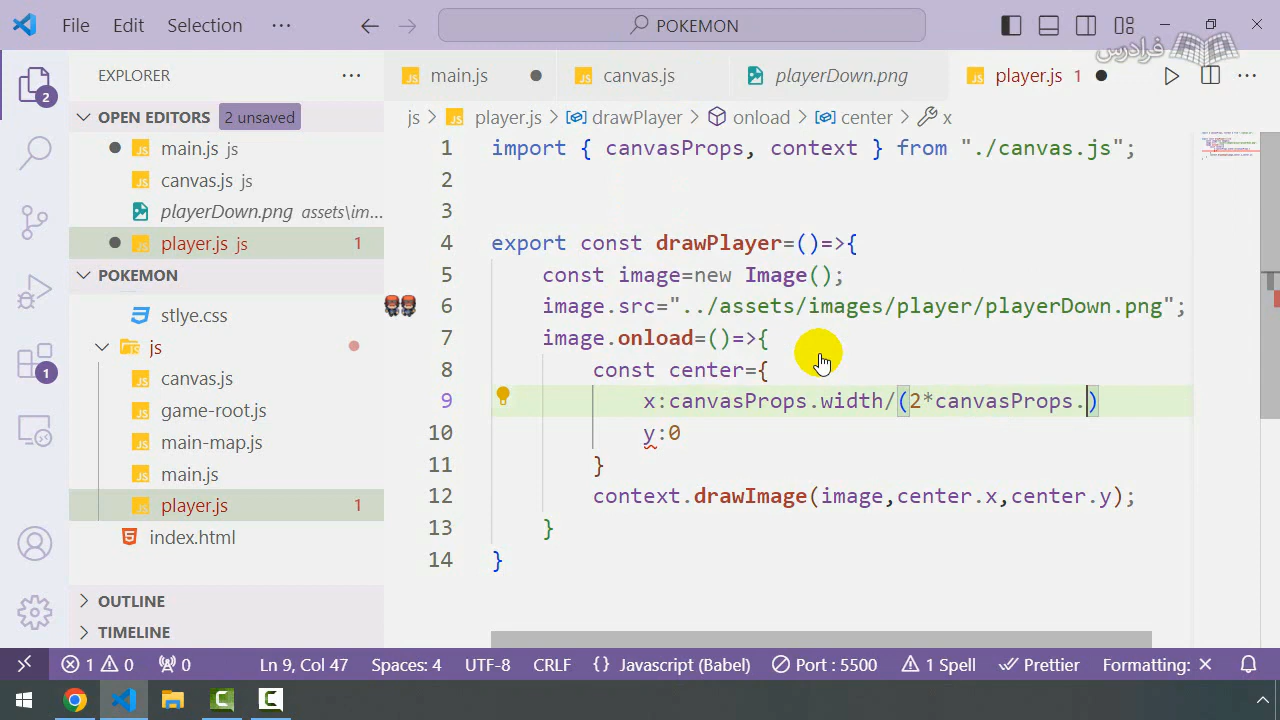 File Edit Selection ··· POKEMON
فرادرس
EXPLORER ···
main.js canvas.js playerDown.png player.js 1 ···
OPEN EDITORS 2 unsaved
js > player.js > drawPlayer > onload > center > x
main.js js
canvas.js js
playerDown.png assets\im...
player.js js 1
POKEMON
stlye.css
js
canvas.js
game-root.js
main-map.js
main.js
player.js 1
index.html
OUTLINE
TIMELINE
1 import { canvasProps, context } from "./canvas.js";
2
3
4 export const drawPlayer=()=>{
5 const image=new Image();
6 image.src="../assets/images/player/playerDown.png";
7 image.onload=()=>{
8 const center={
9 x:canvasProps.width/(2*canvasProps.)
10 y:0
11 }
12 context.drawImage(image,center.x,center.y);
13 }
14 }
2
1
1 0 0 Ln 9, Col 47 Spaces: 4 UTF-8 CRLF {} Javascript (Babel) Port : 5500 1 Spell Prettier Formatting: ×